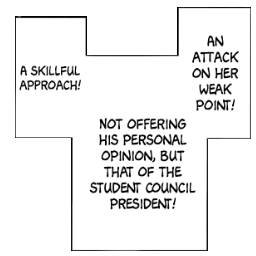 AN
ATTACK
ON HER
WEAK
POINT!
NOT OFFERING
HIS PERSONAL
OPINION, BUT
THAT OF THE
STUDENT COUNCIL
PRESIDENT!
A SKILLFUL
APPROACH!